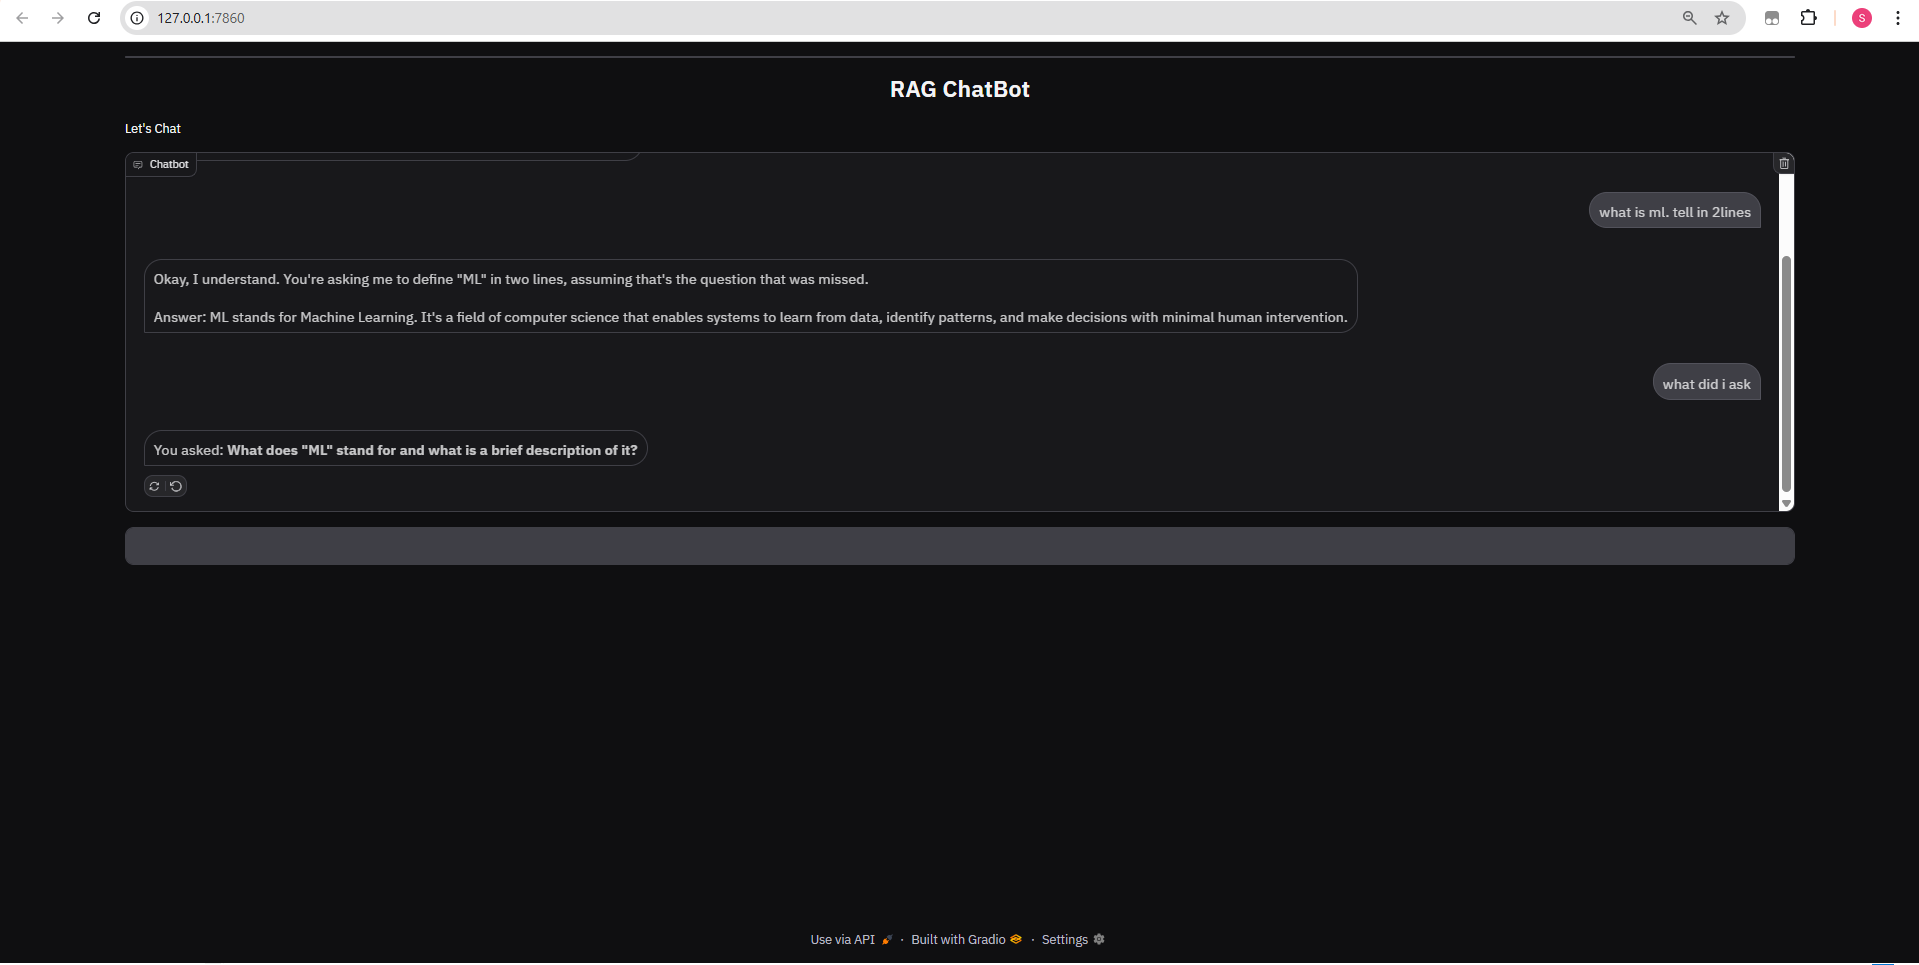 127.0.0.1:7860
S
RAG ChatBot
Let's Chat
Chatbot
what is ml. tell in 2lines
Okay, I understand. You're asking me to define "ML" in two lines, assuming that's the question that was missed.
Answer: ML stands for Machine Learning. It's a field of computer science that enables systems to learn from data, identify patterns, and make decisions with minimal human intervention.
what did i ask
You asked: What does "ML" stand for and what is a brief description of it?
Use via API · Built with Gradio · Settings